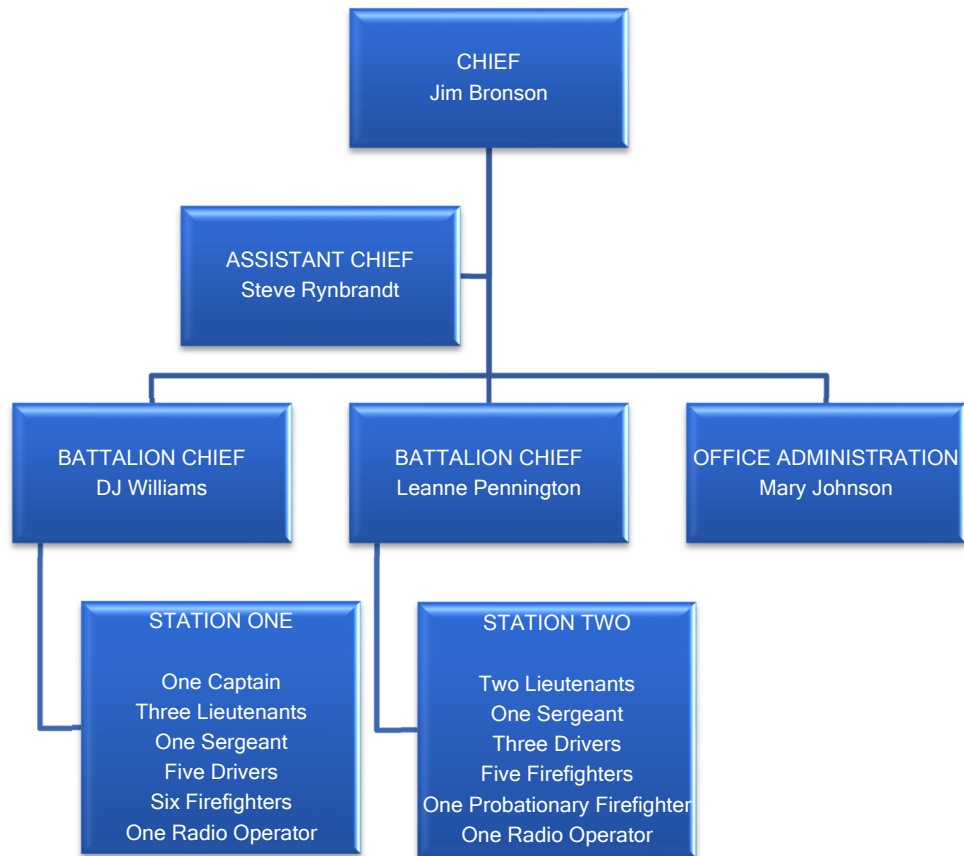 CHIEF
Jim Bronson
ASSISTANT CHIEF
Steve Rynbrandt
BATTALION CHIEF
DJ Williams
BATTALION CHIEF
Leanne Pennington
OFFICE ADMINISTRATION
Mary Johnson
STATION ONE
One Captain
Three Lieutenants
One Sergeant
Five Drivers
Six Firefighters
One Radio Operator
STATION TWO
Two Lieutenants
One Sergeant
Three Drivers
Five Firefighters
One Probationary Firefighter
One Radio Operator